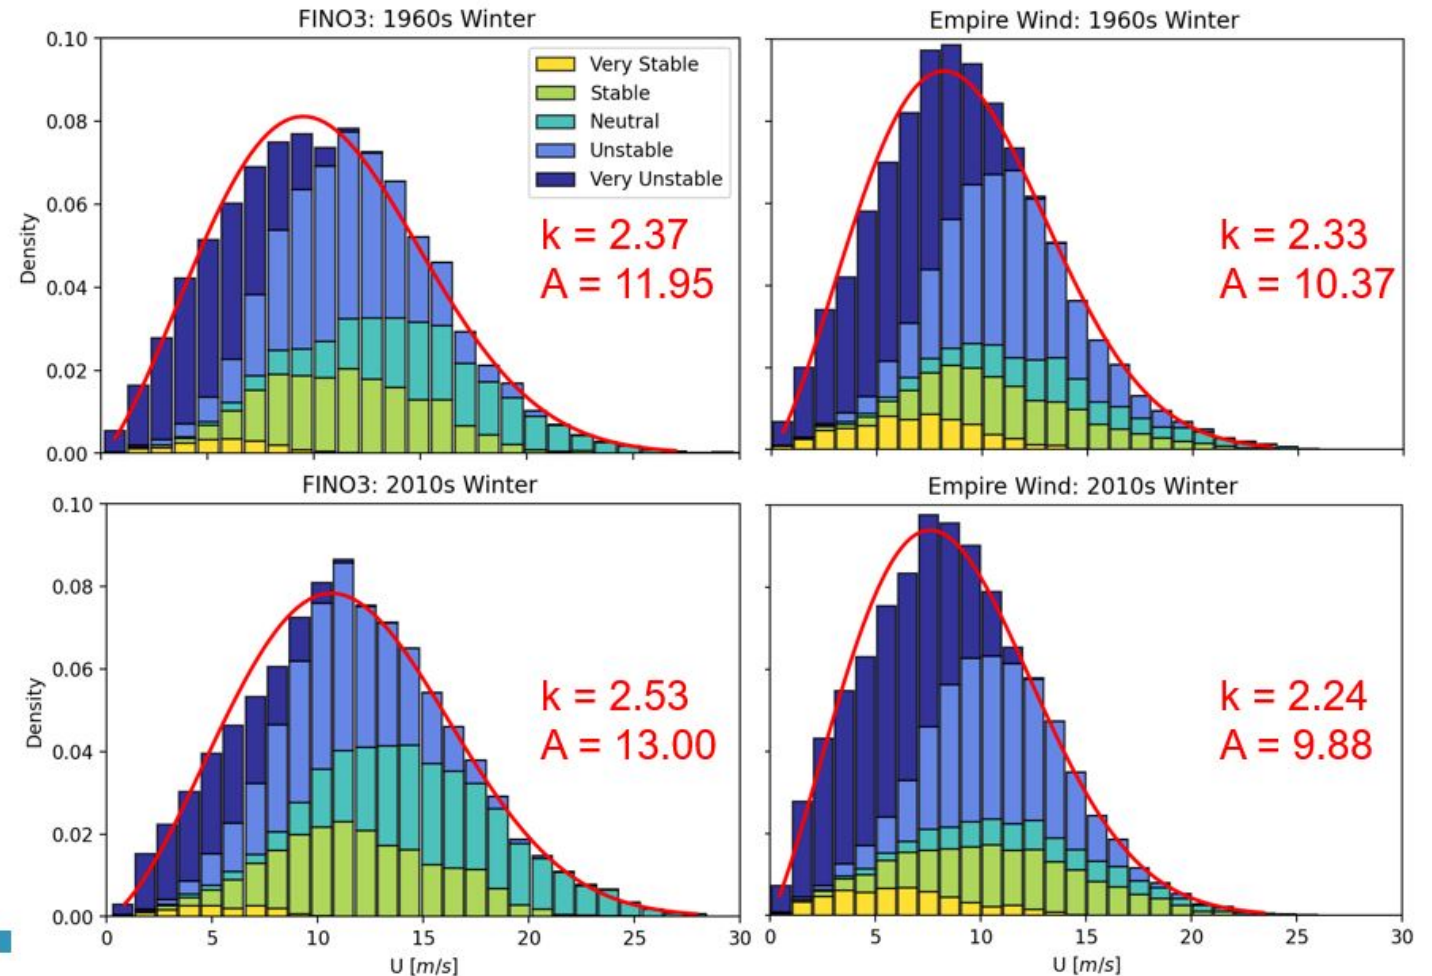 FINO3: 1960s Winter
0.10
0.08
0.06
0.04
0.02
0.00
Density
Very Stable
Stable
Neutral
Unstable
Very Unstable
k = 2.37
A = 11.95
Empire Wind: 1960s Winter
k = 2.33
A = 10.37
FINO3: 2010s Winter
0.10
0.08
0.06
0.04
0.02
0.00
Density
k = 2.53
A = 13.00
0 5 10 15 20 25 30
U [m/s]
Empire Wind: 2010s Winter
k = 2.24
A = 9.88
0 5 10 15 20 25 30
U [m/s]